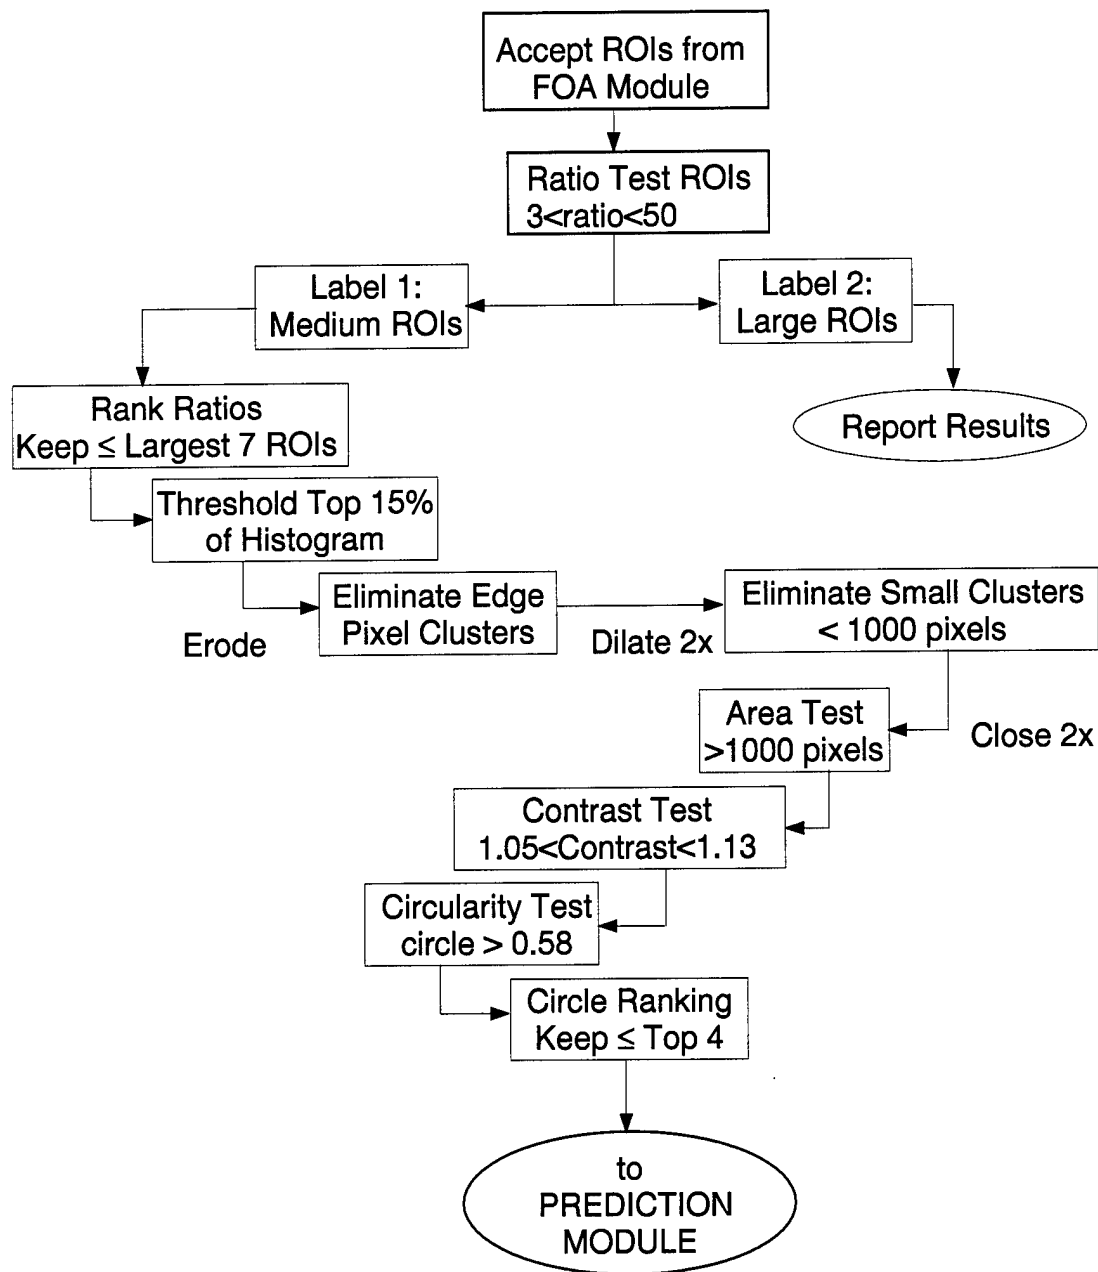 Accept ROIs from
FOA Module
Ratio Test ROIs
3<ratio<50
Label 1:
Medium ROIs
Label 2:
Large ROIs
Rank Ratios
Keep ≤ Largest 7 ROIs
Report Results
Threshold Top 15%
of Histogram
Erode
Eliminate Edge
Pixel Clusters
Dilate 2x
Eliminate Small Clusters
< 1000 pixels
Close 2x
Area Test
>1000 pixels
Contrast Test
1.05<Contrast<1.13
Circularity Test
circle > 0.58
Circle Ranking
Keep ≤ Top 4
to
PREDICTION
MODULE